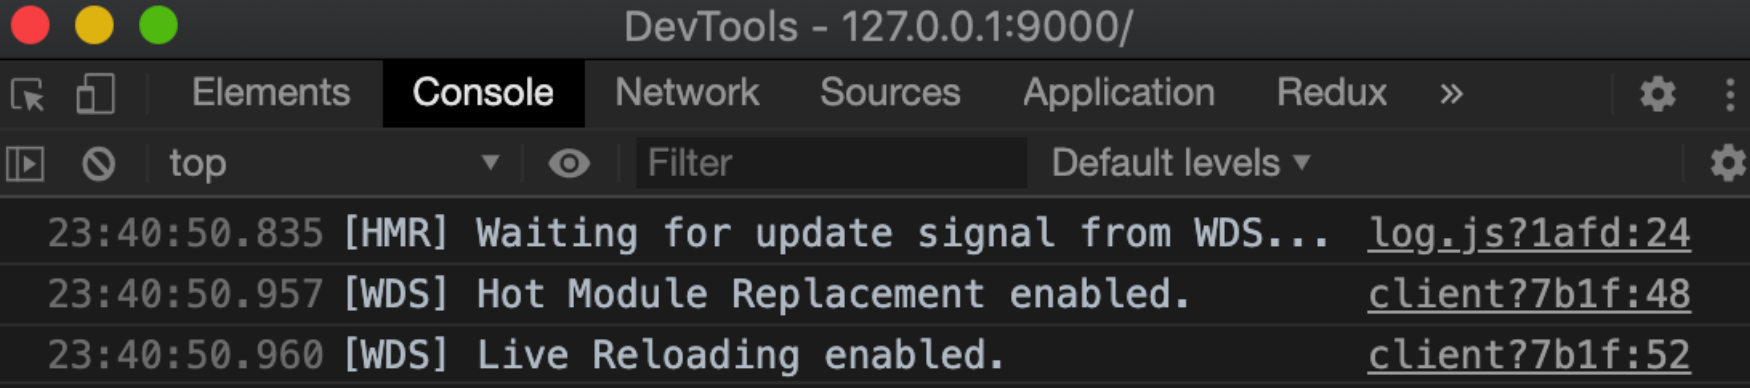 DevTools - 127.0.0.1:9000/
Elements Console Network Sources Application Redux »
top Filter Default levels
23:40:50.835 [HMR] Waiting for update signal from WDS... log.js?1afd:24
23:40:50.957 [WDS] Hot Module Replacement enabled. client?7b1f:48
23:40:50.960 [WDS] Live Reloading enabled. client?7b1f:52